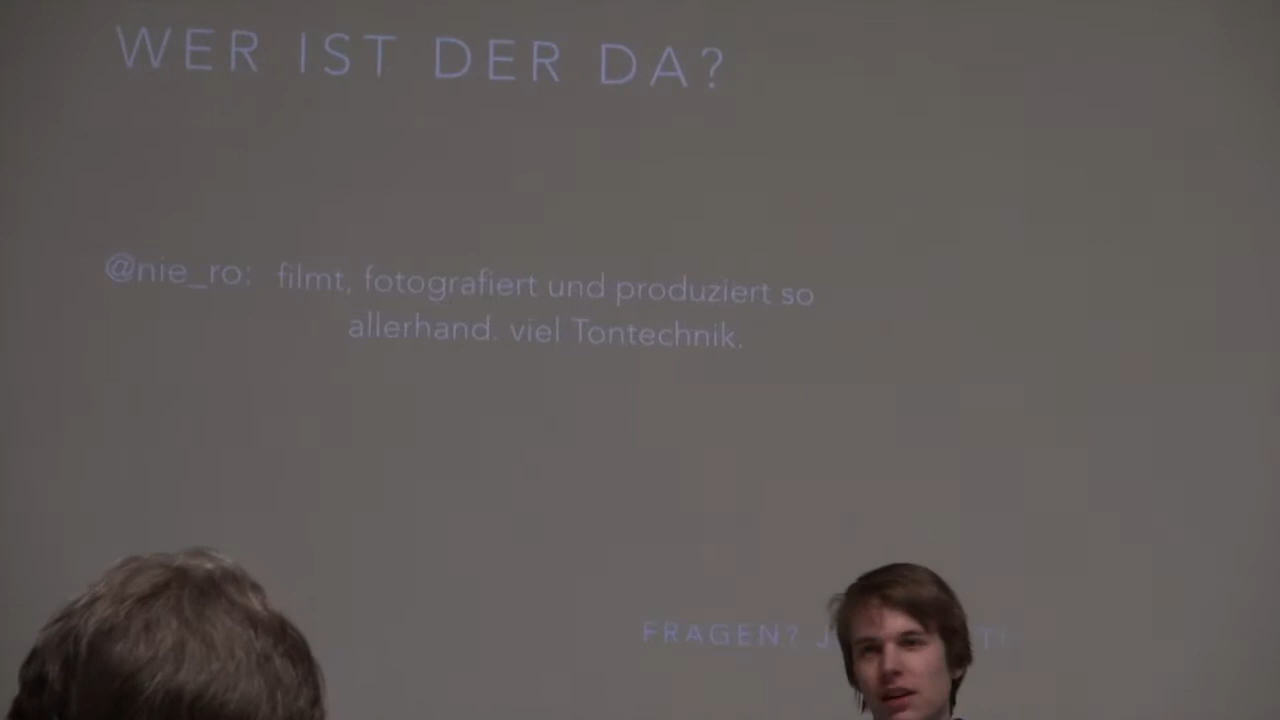 WER IST DER DA?
@nie_ro: filmt, fotografiert und produziert so
allerhand. viel Tontechnik.
FRAGEN?